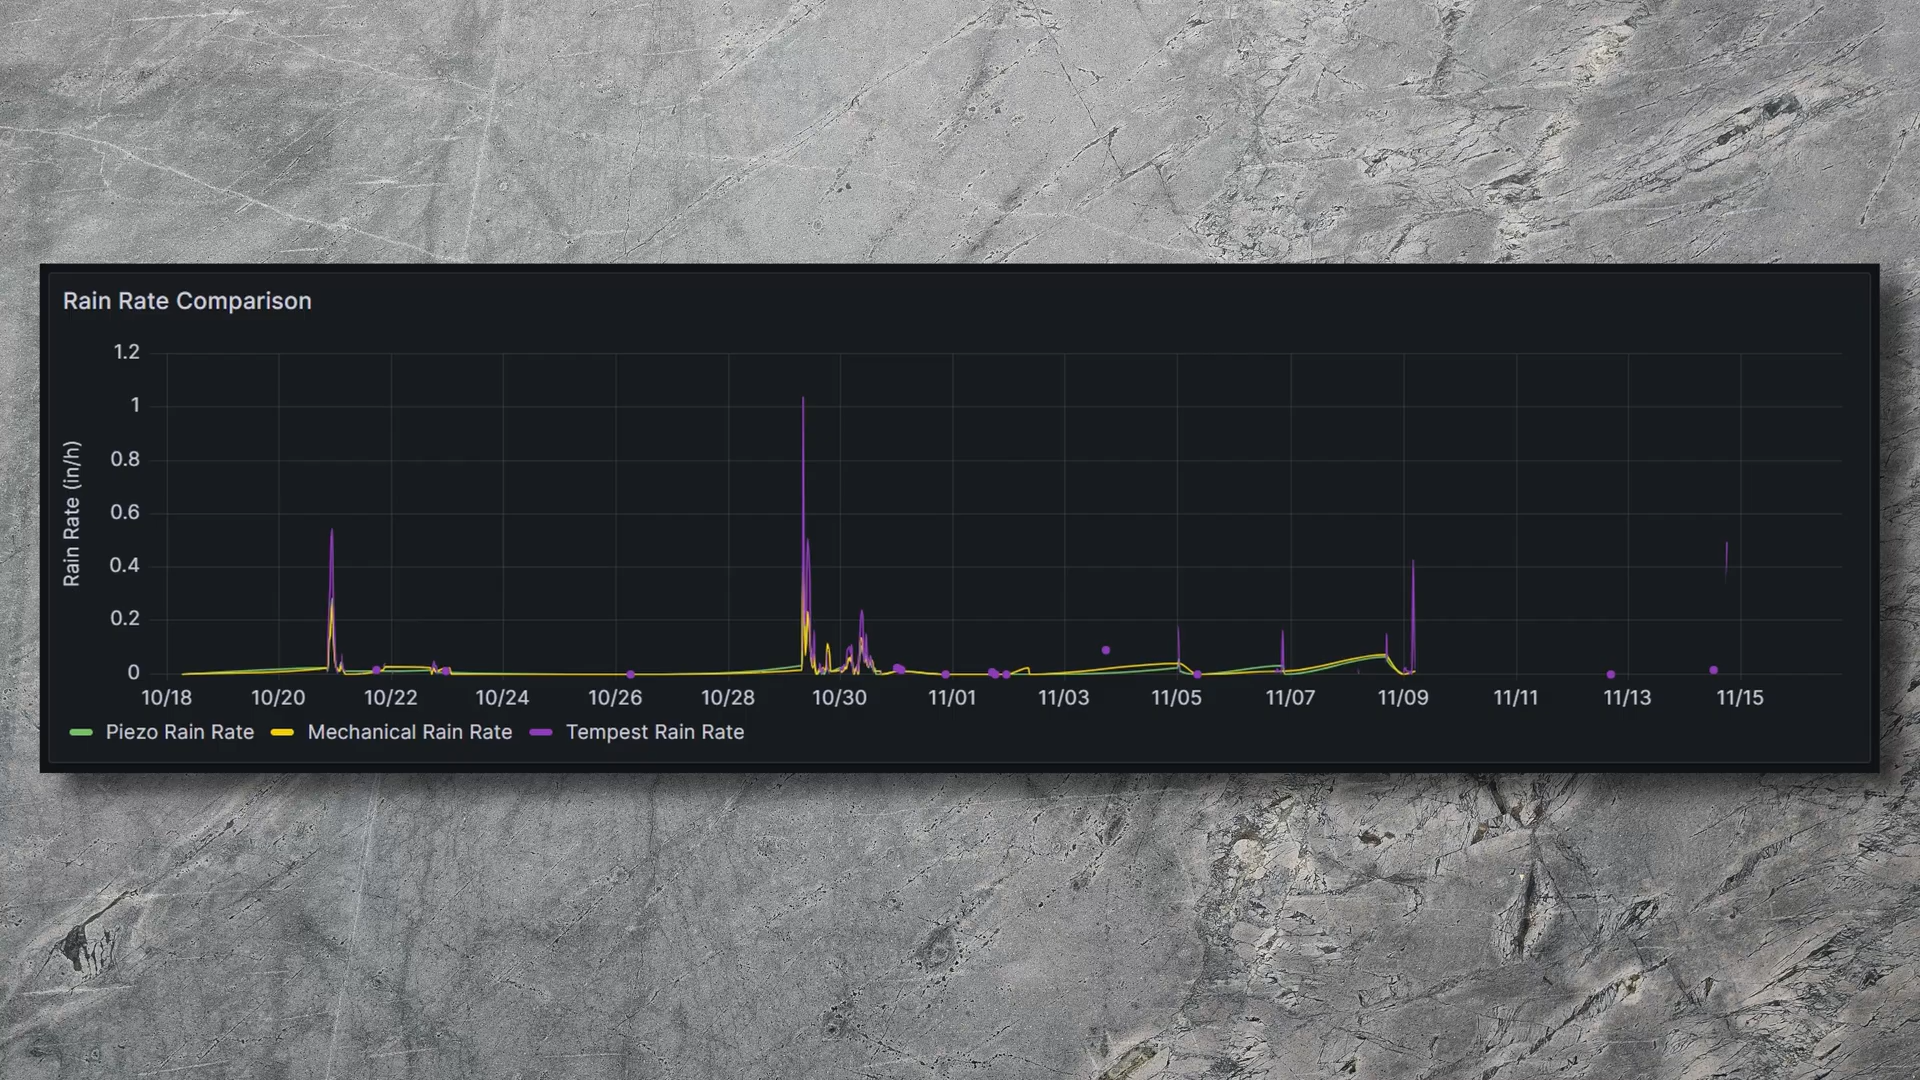 Rain Rate Comparison
1.2
1
0.8
0.6
0.4
0.2
0
Rain Rate (in/h)
10/18 10/20 10/22 10/24 10/26 10/28 10/30 11/01 11/03 11/05 11/07 11/09 11/11 11/13 11/15
Piezo Rain Rate Mechanical Rain Rate Tempest Rain Rate